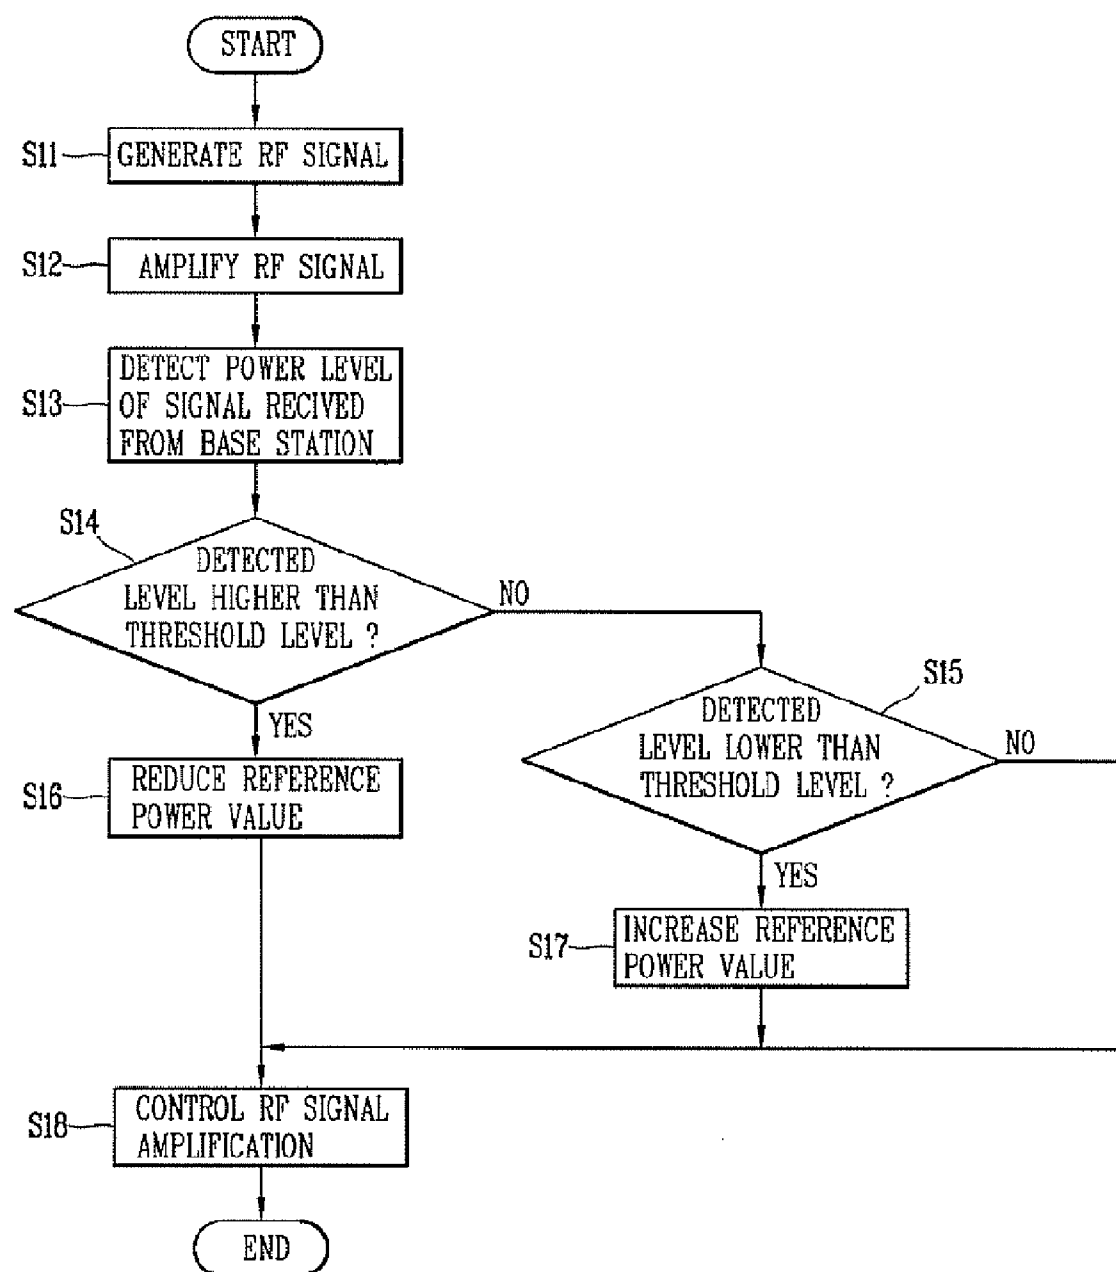 START
S11
GENERATE RF SIGNAL
S12
AMPLIFY RF SIGNAL
S13
DETECT POWER LEVEL
OF SIGNAL RECIVED
FROM BASE STATION
S14
DETECTED
LEVEL HIGHER THAN
THRESHOLD LEVEL ?
NO
YES
S15
DETECTED
LEVEL LOWER THAN
THRESHOLD LEVEL ?
NO
YES
S16
REDUCE REFERENCE
POWER VALUE
S17
INCREASE REFERENCE
POWER VALUE
S18
CONTROL RF SIGNAL
AMPLIFICATION
END